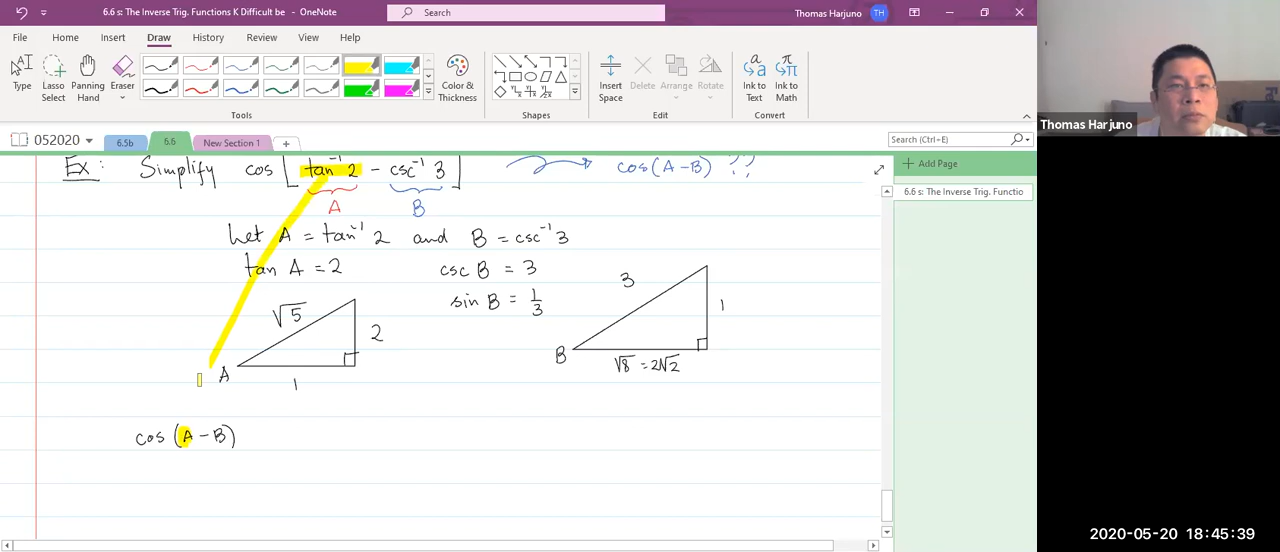 6.6 s: The Inverse Trig. Functions K Difficult be - OneNote
Search
Thomas Harjuno TH
File Home Insert Draw History Review View Help
Type Lasso Select Panning Hand Eraser
Color & Thickness
Insert Space Delete Arrange Rotate
Ink to Text Ink to Math
Tools Shapes Edit Convert
052020 6.5b 6.6 New Section 1 +
Search (Ctrl+E)
Thomas Harjuno
Add Page
6.6 s: The Inverse Trig. Functio
Ex: Simplify cos [tan⁻¹ 2 - csc⁻¹ 3] cos(A-B) ??
A B
Let A = tan⁻¹ 2 and B = csc⁻¹ 3
tan A = 2 csc B = 3
sin B = 1/3
√5 2 A 1
3 1 B √8 = 2√2
cos (A - B)
2020-05-20 18:45:39